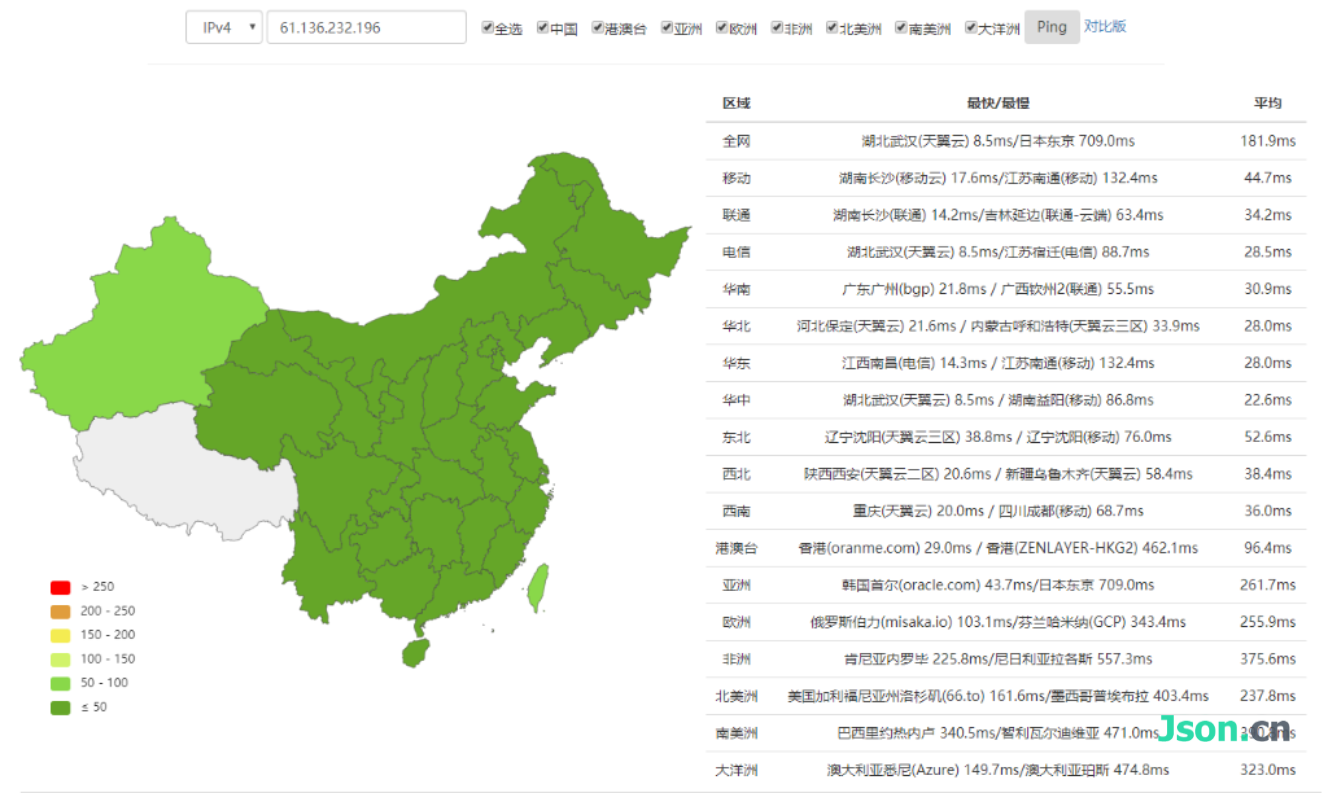 IPv4 61.136.232.196 全选 中国 港澳台 亚洲 欧洲 非洲 北美洲 南美洲 大洋洲 Ping 对比版
区域 最快/最慢 平均
全网 湖北武汉(天翼云) 8.5ms/日本东京 709.0ms 181.9ms
移动 湖南长沙(移动云) 17.6ms/江苏南通(移动) 132.4ms 44.7ms
联通 湖南长沙(联通) 14.2ms/吉林延边(联通-云端) 63.4ms 34.2ms
电信 湖北武汉(天翼云) 8.5ms/江苏宿迁(电信) 88.7ms 28.5ms
华南 广东广州(bgp) 21.8ms / 广西钦州2(联通) 55.5ms 30.9ms
华北 河北保定(天翼云) 21.6ms / 内蒙古呼和浩特(天翼云三区) 33.9ms 28.0ms
华东 江西南昌(电信) 14.3ms / 江苏南通(移动) 132.4ms 28.0ms
华中 湖北武汉(天翼云) 8.5ms / 湖南益阳(移动) 86.8ms 22.6ms
东北 辽宁沈阳(天翼云三区) 38.8ms / 辽宁沈阳(移动) 76.0ms 52.6ms
西北 陕西西安(天翼云二区) 20.6ms / 新疆乌鲁木齐(天翼云) 58.4ms 38.4ms
西南 重庆(天翼云) 20.0ms / 四川成都(移动) 68.7ms 36.0ms
港澳台 香港(oranme.com) 29.0ms / 香港(ZENLAYER-HKG2) 462.1ms 96.4ms
亚洲 韩国首尔(oracle.com) 43.7ms/日本东京 709.0ms 261.7ms
欧洲 俄罗斯伯力(misaka.io) 103.1ms/芬兰哈米纳(GCP) 343.4ms 255.9ms
非洲 肯尼亚内罗毕 225.8ms/尼日利亚拉各斯 557.3ms 375.6ms
北美洲 美国加利福尼亚州洛杉矶(66.to) 161.6ms/墨西哥普埃布拉 403.4ms 237.8ms
南美洲 巴西里约热内卢 340.5ms/智利瓦尔迪维亚 471.0ms
Json.cn
大洋洲 澳大利亚悉尼(Azure) 149.7ms/澳大利亚珀斯 474.8ms 323.0ms
> 250
200 - 250
150 - 200
100 - 150
50 - 100
≤ 50